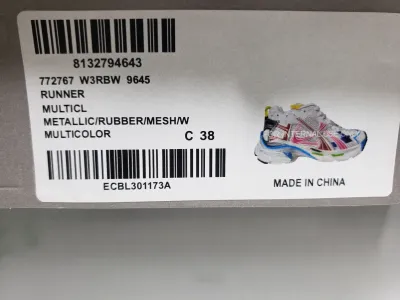 8132794643
772767 W3RBW 9645
RUNNER
MULTICL
METALLIC/RUBBER/MESH/W
MULTICOLOR C 38
ECBL301173A
MADE IN CHINA